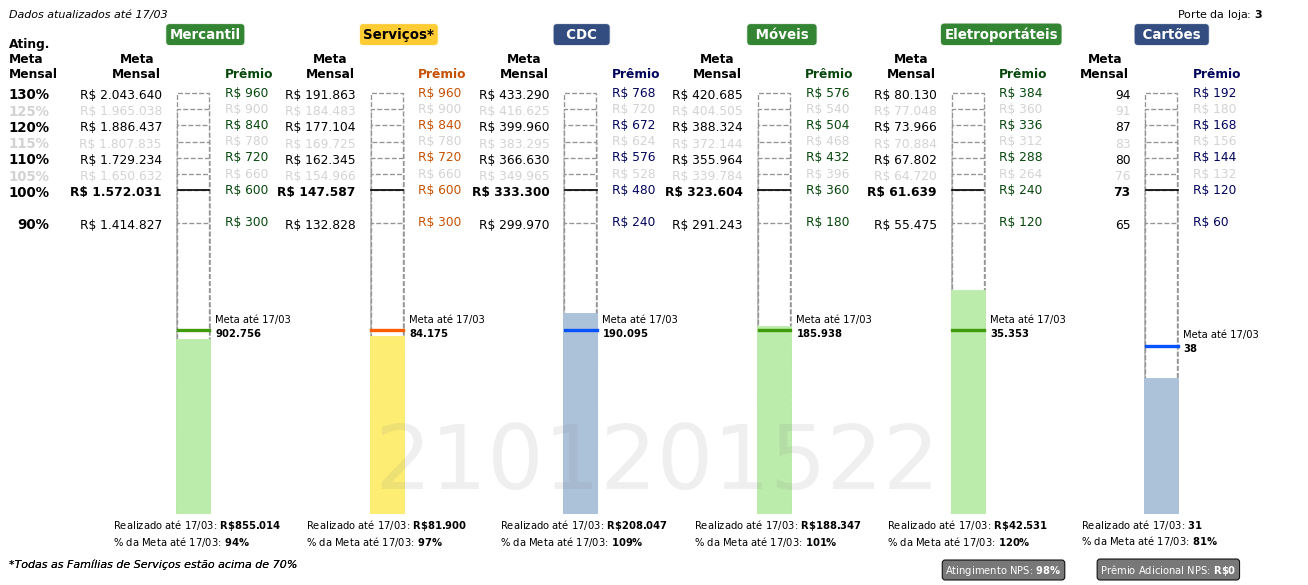 Dados atualizados até 17/03 Porte da loja: 3
Mercantil Serviços* CDC Móveis Eletroportáteis Cartões
Ating. Meta Mensal Meta Mensal Prêmio Meta Mensal Prêmio Meta Mensal Prêmio Meta Mensal Prêmio Meta Mensal Prêmio Meta Mensal Prêmio
130% R$ 2.043.640 R$ 960 R$ 191.863 R$ 960 R$ 433.290 R$ 768 R$ 420.685 R$ 576 R$ 80.130 R$ 384 94 R$ 192
125% R$ 1.965.038 R$ 900 R$ 184.483 R$ 900 R$ 416.625 R$ 720 R$ 404.505 R$ 540 R$ 77.048 R$ 360 91 R$ 180
120% R$ 1.886.437 R$ 840 R$ 177.104 R$ 840 R$ 399.960 R$ 672 R$ 388.324 R$ 504 R$ 73.966 R$ 336 87 R$ 168
115% R$ 1.807.835 R$ 780 R$ 169.725 R$ 780 R$ 383.295 R$ 624 R$ 372.144 R$ 468 R$ 70.884 R$ 312 83 R$ 156
110% R$ 1.729.234 R$ 720 R$ 162.345 R$ 720 R$ 366.630 R$ 576 R$ 355.964 R$ 432 R$ 67.802 R$ 288 80 R$ 144
105% R$ 1.650.632 R$ 660 R$ 154.966 R$ 660 R$ 349.965 R$ 528 R$ 339.784 R$ 396 R$ 64.720 R$ 264 76 R$ 132
100% R$ 1.572.031 R$ 600 R$ 147.587 R$ 600 R$ 333.300 R$ 480 R$ 323.604 R$ 360 R$ 61.639 R$ 240 73 R$ 120
90% R$ 1.414.827 R$ 300 R$ 132.828 R$ 300 R$ 299.970 R$ 240 R$ 291.243 R$ 180 R$ 55.475 R$ 120 65 R$ 60
Meta até 17/03 Meta até 17/03 Meta até 17/03 Meta até 17/03 Meta até 17/03 Meta até 17/03
902.756 84.175 190.095 185.938 35.353 38
2101201522
Realizado até 17/03: R$855.014 Realizado até 17/03: R$81.900 Realizado até 17/03: R$208.047 Realizado até 17/03: R$188.347 Realizado até 17/03: R$42.531 Realizado até 17/03: 31
% da Meta até 17/03: 94% % da Meta até 17/03: 97% % da Meta até 17/03: 109% % da Meta até 17/03: 101% % da Meta até 17/03: 120% % da Meta até 17/03: 81%
*Todas as Famílias de Serviços estão acima de 70% Atingimento NPS: 98% Prêmio Adicional NPS: R$0